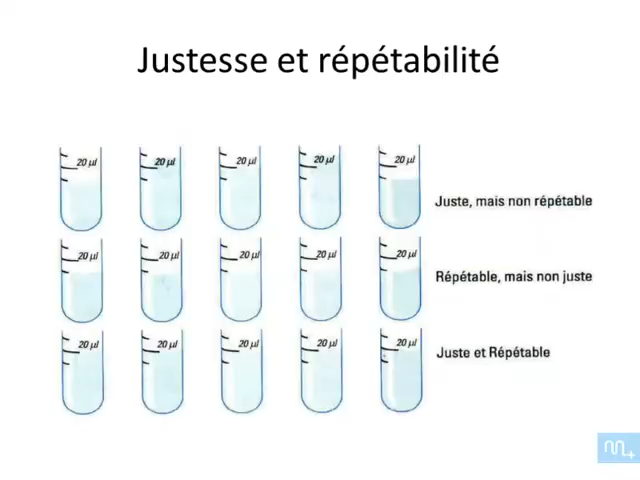 Justesse et répétabilité
20 µl 20 µl 20 µl 20 µl 20 µl
Juste, mais non répétable
20 µl 20 µl 20 µl 20 µl 20 µl
Répétable, mais non juste
20 µl 20 µl 20 µl 20 µl 20 µl
Juste et Répétable